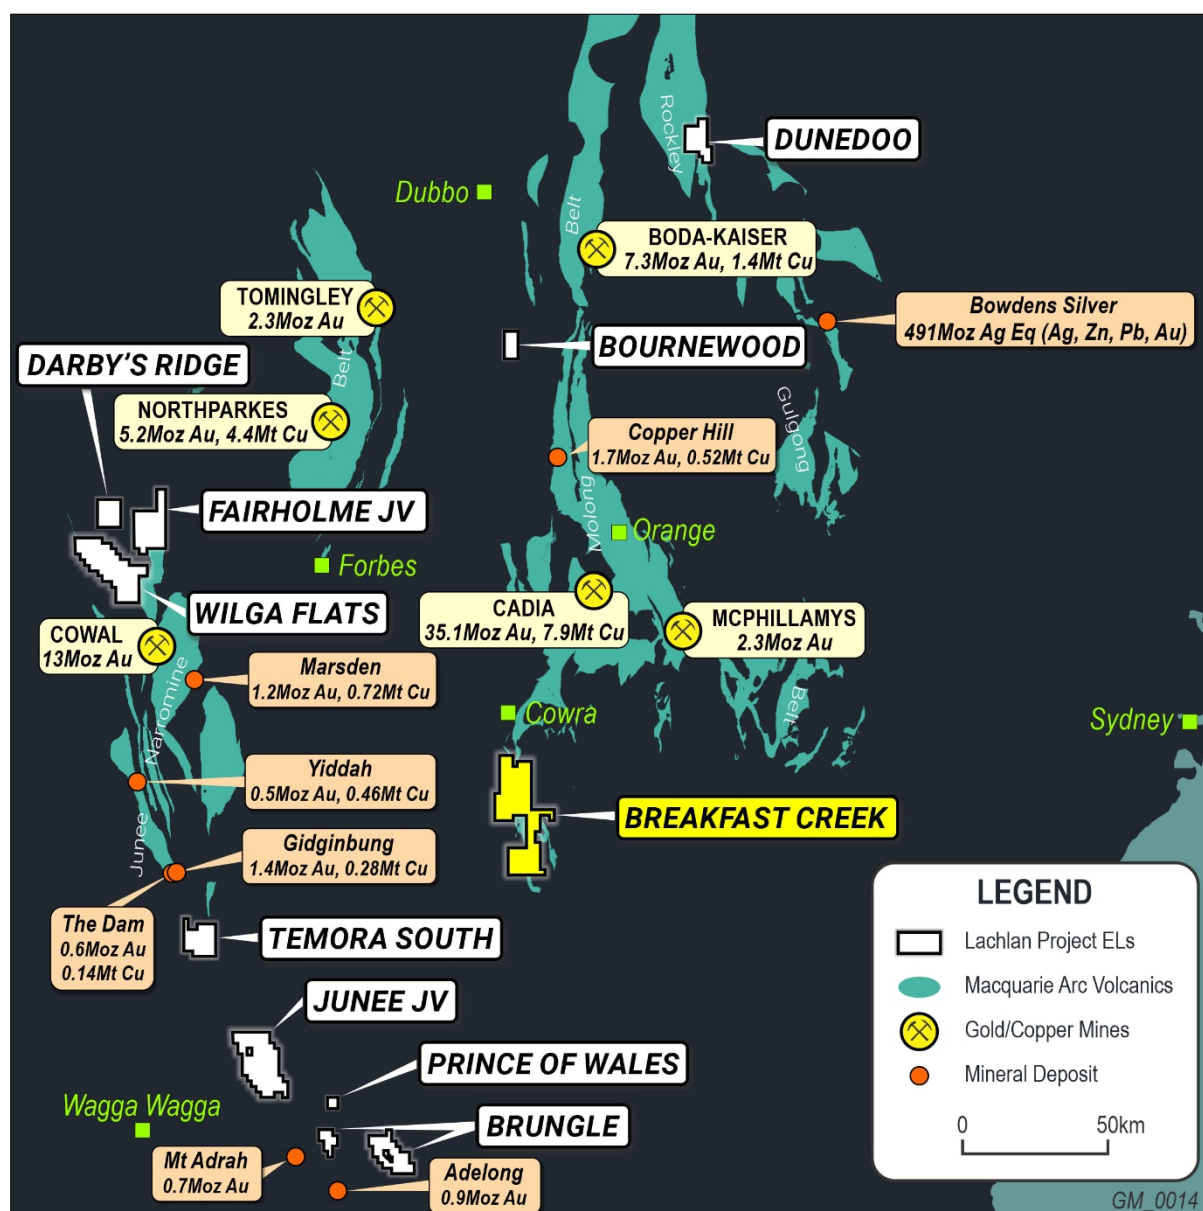 Rockley
DUNEDOO
Dubbo
Belt
BODA-KAISER
7.3Moz Au, 1.4Mt Cu
TOMINGLEY
2.3Moz Au
Bowdens Silver
491Moz Ag Eq (Ag, Zn, Pb, Au)
BOURNEWOOD
DARBY'S RIDGE
Belt
NORTHPARKES
5.2Moz Au, 4.4Mt Cu
Gulgong
Copper Hill
1.7Moz Au, 0.52Mt Cu
Molong
FAIRHOLME JV
Orange
Forbes
WILGA FLATS
CADIA
35.1Moz Au, 7.9Mt Cu
MCPHILLAMYS
2.3Moz Au
COWAL
13Moz Au
Marsden
1.2Moz Au, 0.72Mt Cu
Narromine
Belt
Cowra
Sydney
Yiddah
0.5Moz Au, 0.46Mt Cu
BREAKFAST CREEK
Junee
Gidginbung
1.4Moz Au, 0.28Mt Cu
The Dam
0.6Moz Au
0.14Mt Cu
TEMORA SOUTH
JUNEE JV
PRINCE OF WALES
Wagga Wagga
BRUNGLE
Mt Adrah
0.7Moz Au
Adelong
0.9Moz Au
LEGEND
Lachlan Project ELs
Macquarie Arc Volcanics
Gold/Copper Mines
Mineral Deposit
0 50km
GM_0014